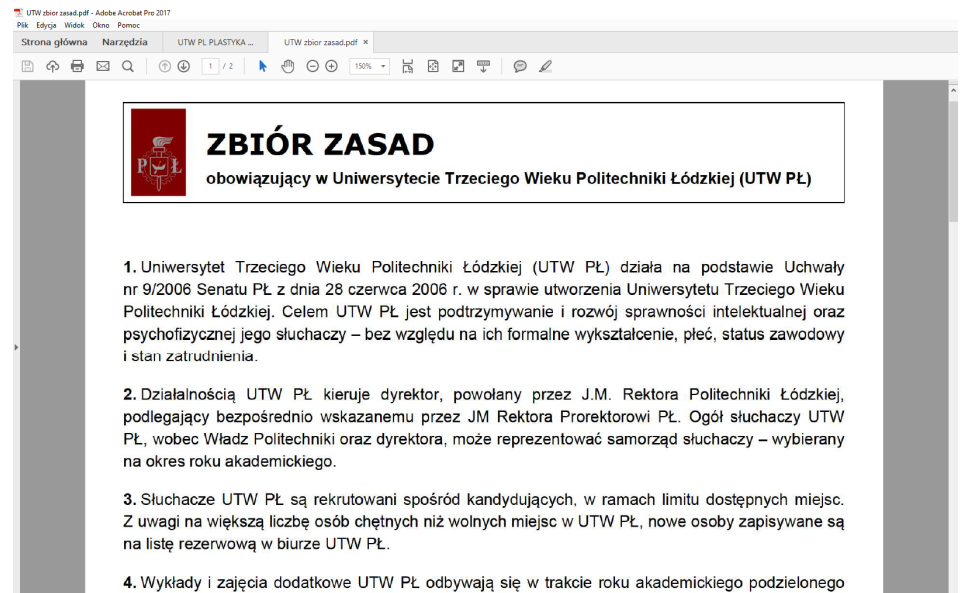 UTW zbior zasad.pdf - Adobe Acrobat Pro 2017
Plik Edycja Widok Okno Pomoc
Strona główna Narzędzia UTW PL PLASTYKA ... UTW zbior zasad.pdf ×
1 / 2 150%
P Ł
ZBIÓR ZASAD
obowiązujący w Uniwersytecie Trzeciego Wieku Politechniki Łódzkiej (UTW PŁ)
1. Uniwersytet Trzeciego Wieku Politechniki Łódzkiej (UTW PŁ) działa na podstawie Uchwały
nr 9/2006 Senatu PŁ z dnia 28 czerwca 2006 r. w sprawie utworzenia Uniwersytetu Trzeciego Wieku
Politechniki Łódzkiej. Celem UTW PŁ jest podtrzymywanie i rozwój sprawności intelektualnej oraz
psychofizycznej jego słuchaczy – bez względu na ich formalne wykształcenie, płeć, status zawodowy
i stan zatrudnienia.
2. Działalnością UTW PŁ kieruje dyrektor, powołany przez J.M. Rektora Politechniki Łódzkiej,
podlegający bezpośrednio wskazanemu przez JM Rektora Prorektorowi PŁ. Ogół słuchaczy UTW
PŁ, wobec Władz Politechniki oraz dyrektora, może reprezentować samorząd słuchaczy – wybierany
na okres roku akademickiego.
3. Słuchacze UTW PŁ są rekrutowani spośród kandydujących, w ramach limitu dostępnych miejsc.
Z uwagi na większą liczbę osób chętnych niż wolnych miejsc w UTW PŁ, nowe osoby zapisywane są
na listę rezerwową w biurze UTW PŁ.
4. Wykłady i zajęcia dodatkowe UTW PŁ odbywają się w trakcie roku akademickiego podzielonego